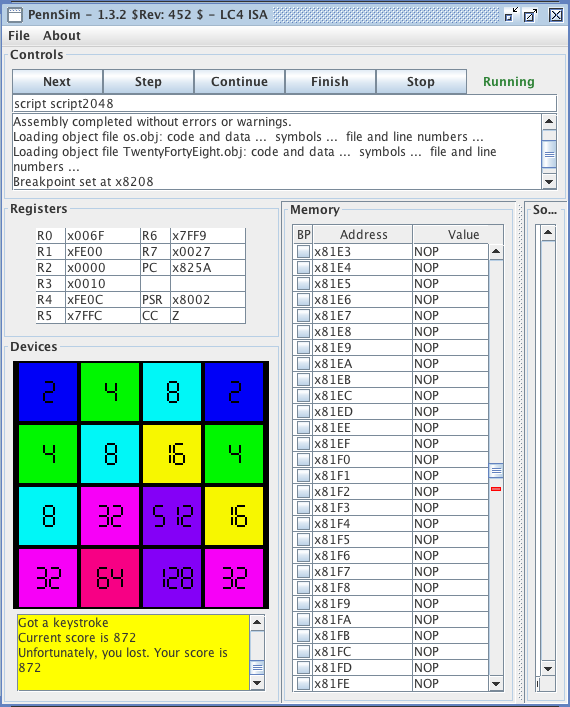 PennSim - 1.3.2 $Rev: 452 $ - LC4 ISA
File About
Controls
Next Step Continue Finish Stop Running
script script2048
Assembly completed without errors or warnings.
Loading object file os.obj: code and data ... symbols ... file and line numbers ...
Loading object file TwentyFortyEight.obj: code and data ... symbols ... file and line
numbers ...
Breakpoint set at x8208
Registers
R0 x006F R6 x7FF9
R1 xFE00 R7 x0027
R2 x0000 PC x825A
R3 x0010
R4 xFE0C PSR x8002
R5 x7FFC CC Z
Devices
2 4 8 2
4 8 16 4
8 32 512 16
32 64 128 32
Got a keystroke
Current score is 872
Unfortunately, you lost. Your score is
872
Memory
BP Address Value
x81E3 NOP
x81E4 NOP
x81E5 NOP
x81E6 NOP
x81E7 NOP
x81E8 NOP
x81E9 NOP
x81EA NOP
x81EB NOP
x81EC NOP
x81ED NOP
x81EE NOP
x81EF NOP
x81F0 NOP
x81F1 NOP
x81F2 NOP
x81F3 NOP
x81F4 NOP
x81F5 NOP
x81F6 NOP
x81F7 NOP
x81F8 NOP
x81F9 NOP
x81FA NOP
x81FB NOP
x81FC NOP
x81FD NOP
x81FE NOP
So...